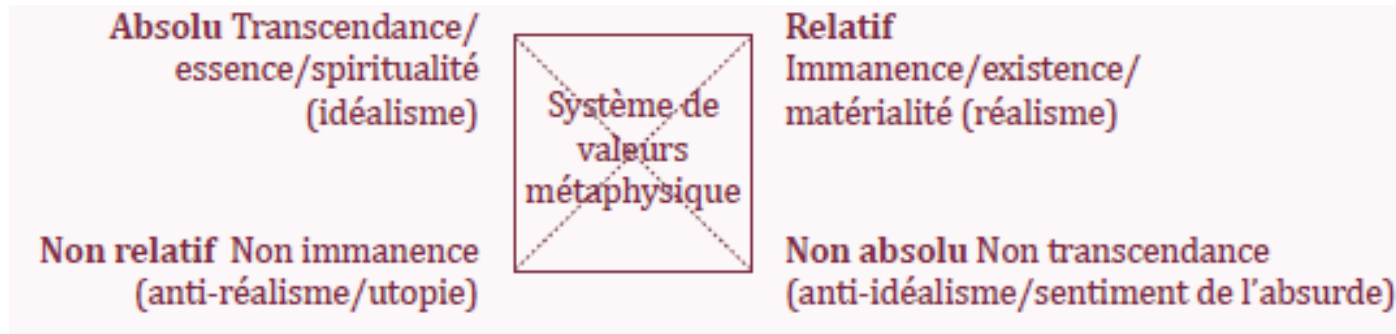 Absolu Transcendance/
essence/spiritualité
(idéalisme)
Système de
valeurs
métaphysique
Relatif
Immanence/existence/
matérialité (réalisme)
Non relatif Non immanence
(anti-réalisme/utopie)
Non absolu Non transcendance
(anti-idéalisme/sentiment de l'absurde)